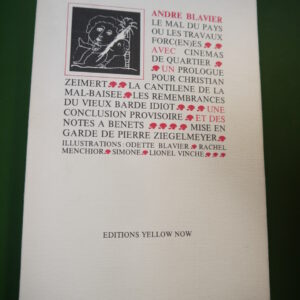 ANDRE BLAVIER
LE MAL DU PAYS
OU LES TRAVAUX
FORC(EN)ES
AVEC CINEMAS
DE QUARTIER
UN PROLOGUE
POUR CHRISTIAN
ZEIMERT LA CANTILENE DE LA
MAL-BAISEE LES REMEMBRANCES
DU VIEUX BARDE IDIOT UNE
CONCLUSION PROVISOIRE ET DES
NOTES A BENETS MISE EN
GARDE DE PIERRE ZIEGELMEYER
ILLUSTRATIONS: ODETTE BLAVIER RACHEL
MENCHIOR SIMONE LIONEL VINCHE
EDITIONS YELLOW NOW